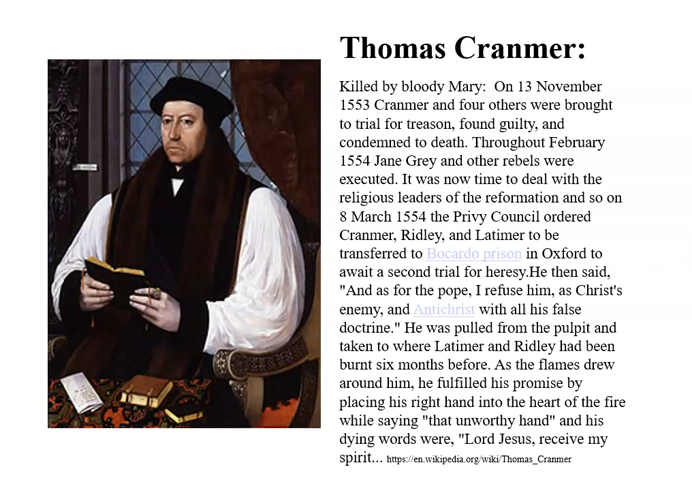 Thomas Cranmer:
Killed by bloody Mary:  On 13 November
1553 Cranmer and four others were brought
to trial for treason, found guilty, and
condemned to death. Throughout February
1554 Jane Grey and other rebels were
executed. It was now time to deal with the
religious leaders of the reformation and so on
8 March 1554 the Privy Council ordered
Cranmer, Ridley, and Latimer to be
transferred to Bocardo prison in Oxford to
await a second trial for heresy.He then said,
"And as for the pope, I refuse him, as Christ's
enemy, and Antichrist with all his false
doctrine." He was pulled from the pulpit and
taken to where Latimer and Ridley had been
burnt six months before. As the flames drew
around him, he fulfilled his promise by
placing his right hand into the heart of the fire
while saying "that unworthy hand" and his
dying words were, "Lord Jesus, receive my
spirit... https://en.wikipedia.org/wiki/Thomas_Cranmer